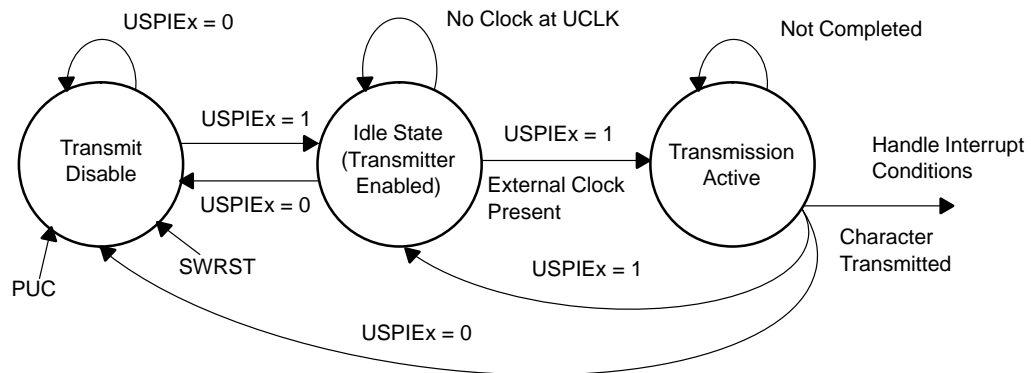 USPIEx = 0
No Clock at UCLK
Not Completed
USPIEx = 1
Transmit
Disable
Idle State
(Transmitter
Enabled)
USPIEx = 1
Transmission
Active
Handle Interrupt
Conditions
USPIEx = 0
External Clock
Present
SWRST
PUC
USPIEx = 1
Character
Transmitted
USPIEx = 0